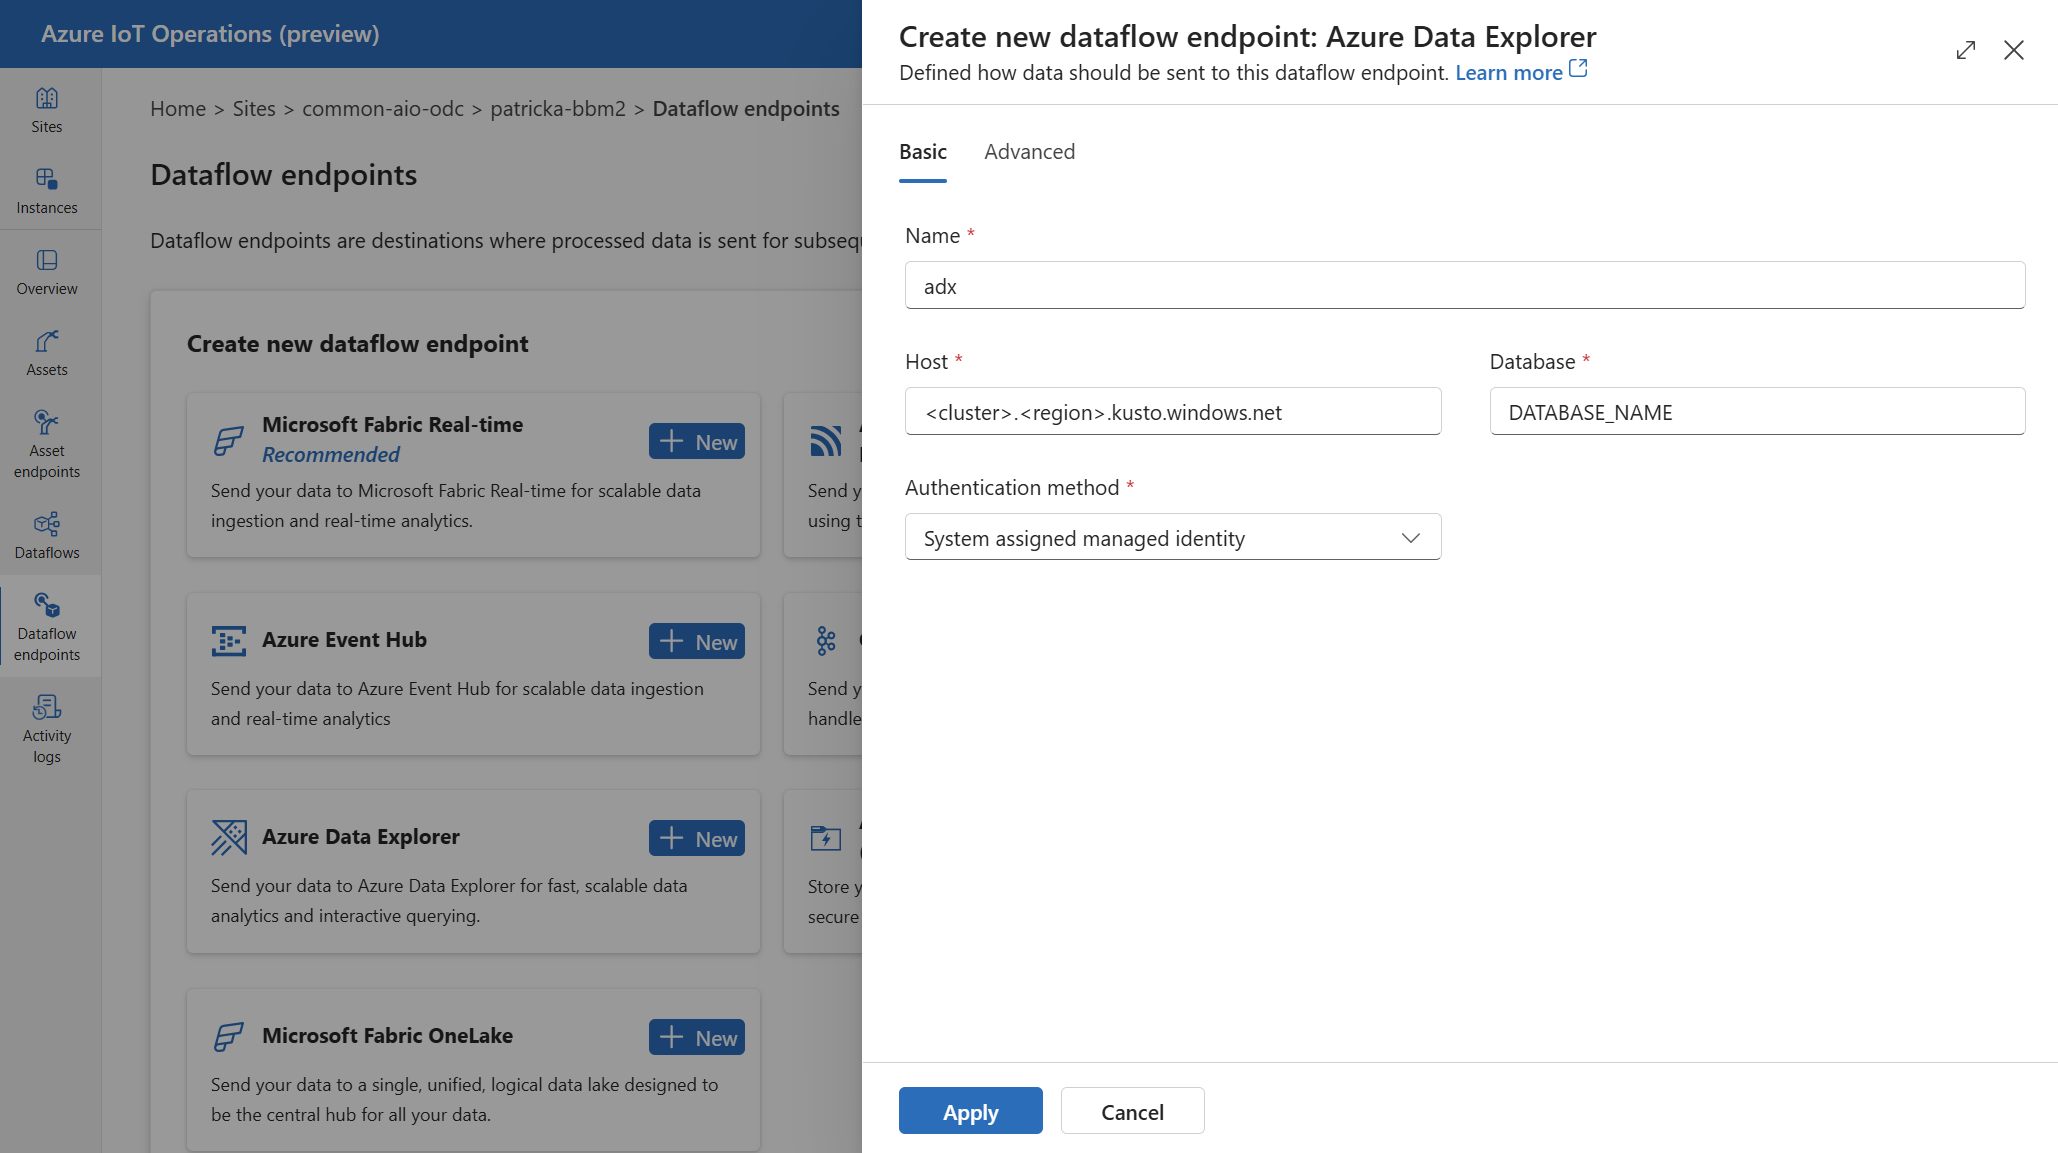 Azure IoT Operations (preview)
Sites
Instances
Overview
Assets
Asset
endpoints
Dataflows
Dataflow
endpoints
Activity
logs
Home > Sites > common-aio-odc > patricka-bbm2 > Dataflow endpoints
Dataflow endpoints
Dataflow endpoints are destinations where processed data is sent for
Create new dataflow endpoint
Microsoft Fabric Real-time
Recommended
New
Send your data to Microsoft Fabric Real-time for scalable data
ingestion and real-time analytics.
Send
using
Azure Event Hub
New
Send your data to Azure Event Hub for scalable data ingestion
and real-time analytics
Send
handle
Azure Data Explorer
New
Send your data to Azure Data Explorer for fast, scalable data
analytics and interactive querying.
Store
secure
Microsoft Fabric OneLake
New
Send your data to a single, unified, logical data lake designed to
be the central hub for all your data.
Create new dataflow endpoint: Azure Data Explorer
Defined how data should be sent to this dataflow endpoint. Learn more
Basic Advanced
Name *
adx
Host * Database *
<cluster>.<region>.kusto.windows.net DATABASE_NAME
Authentication method *
System assigned managed identity
Apply Cancel